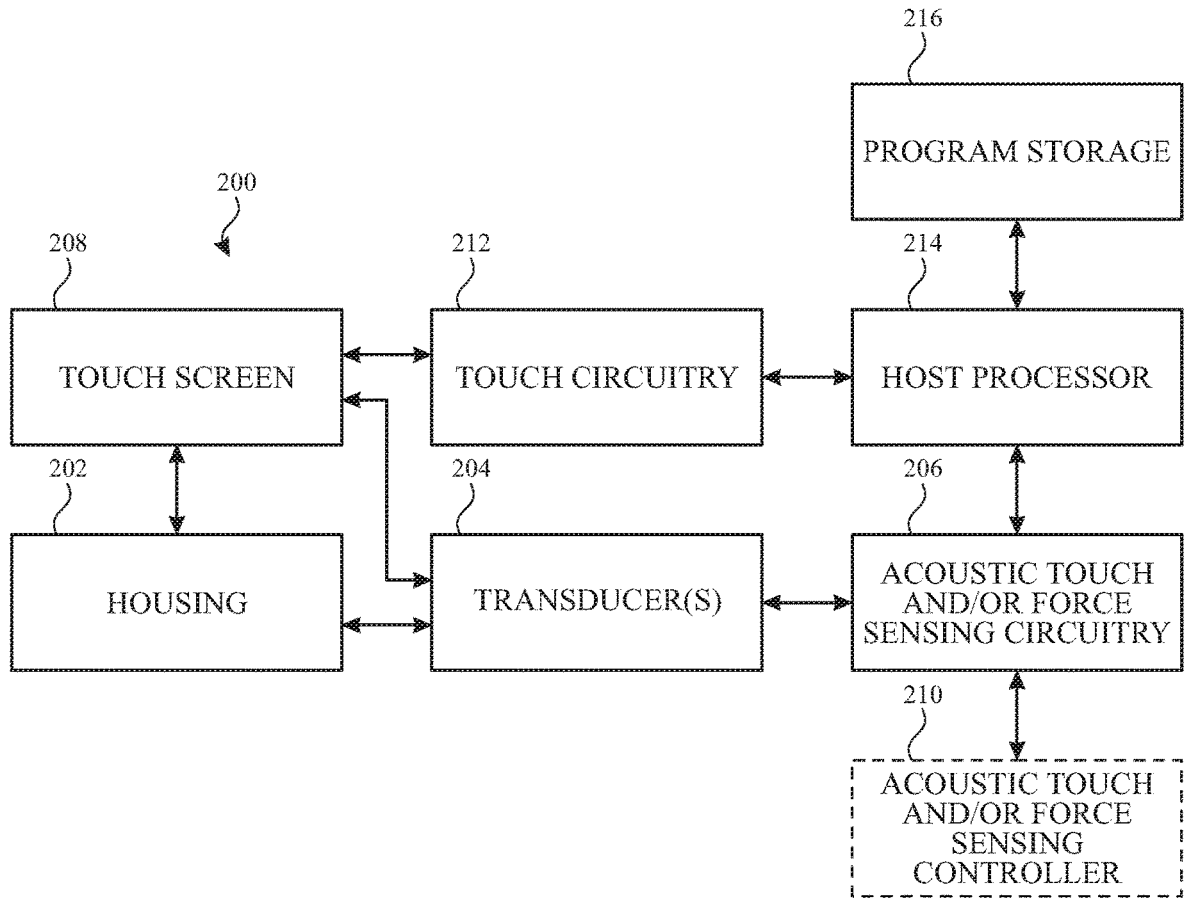 216
PROGRAM STORAGE
200
208
212
214
TOUCH SCREEN
TOUCH CIRCUITRY
HOST PROCESSOR
202
204
206
HOUSING
TRANSDUCER(S)
ACOUSTIC TOUCH
AND/OR FORCE
SENSING CIRCUITRY
210
ACOUSTIC TOUCH
AND/OR FORCE
SENSING
CONTROLLER